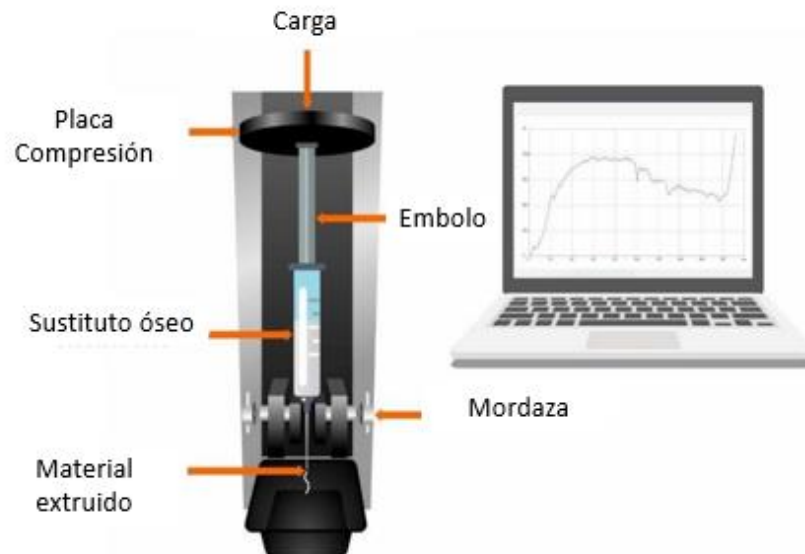 Carga
Placa
Compresión
Embolo
Sustituto óseo
Mordaza
Material
extruido